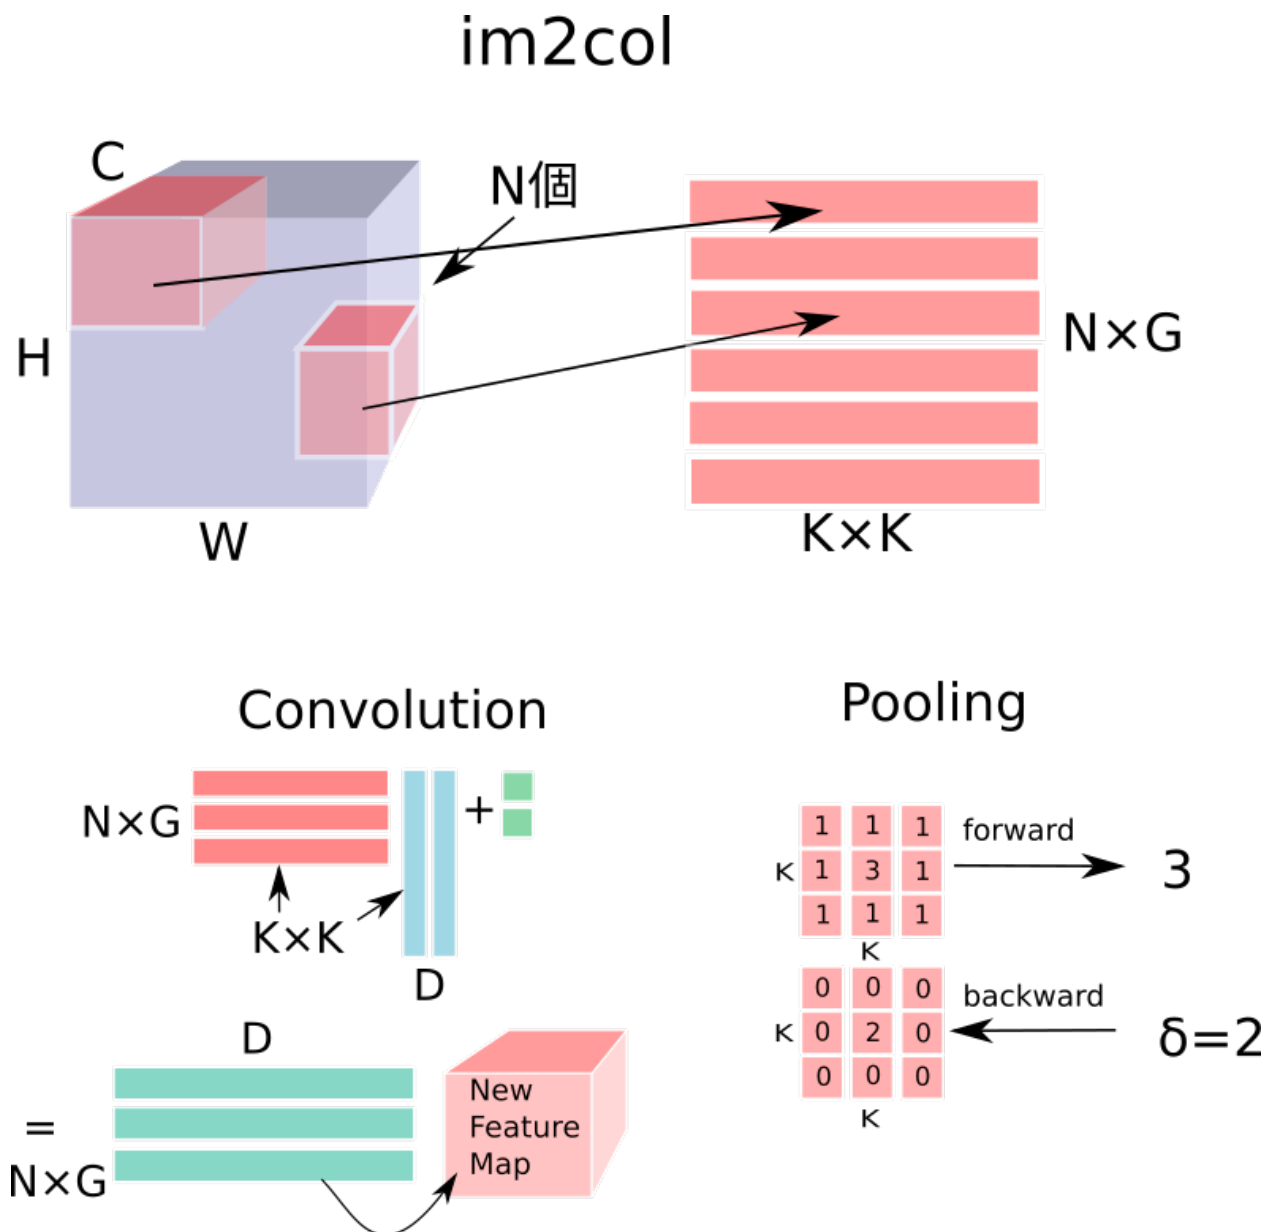 im2col
C
N個
H
N×G
W
K×K
Convolution
Pooling
N×G
+
K×K
D
1 1 1
K 1 3 1
1 1 1
K
forward
3
0 0 0
K 0 2 0
0 0 0
K
backward
δ=2
D
=
N×G
New
Feature
Map